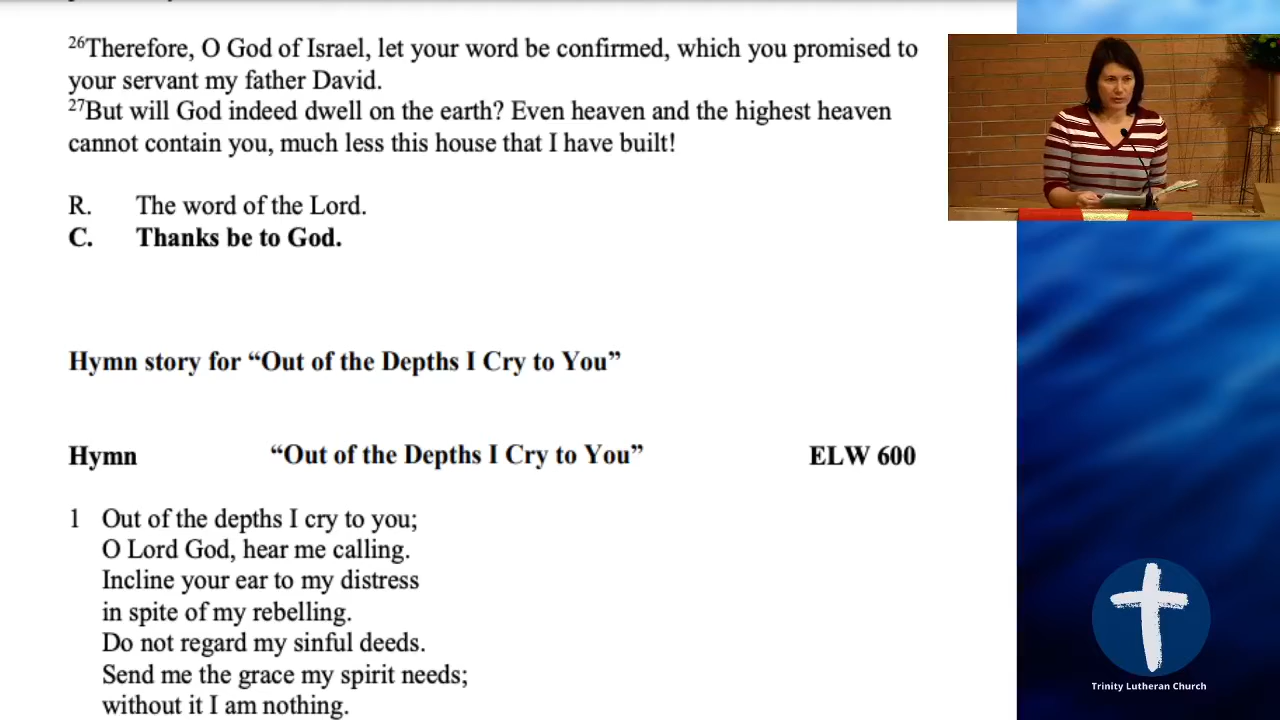 26Therefore, O God of Israel, let your word be confirmed, which you promised to
your servant my father David.
27But will God indeed dwell on the earth? Even heaven and the highest heaven
cannot contain you, much less this house that I have built!
R. The word of the Lord.
C. Thanks be to God.
Hymn story for “Out of the Depths I Cry to You”
Hymn “Out of the Depths I Cry to You” ELW 600
1 Out of the depths I cry to you;
O Lord God, hear me calling.
Incline your ear to my distress
in spite of my rebelling.
Do not regard my sinful deeds.
Send me the grace my spirit needs;
without it I am nothing.
Trinity Lutheran Church